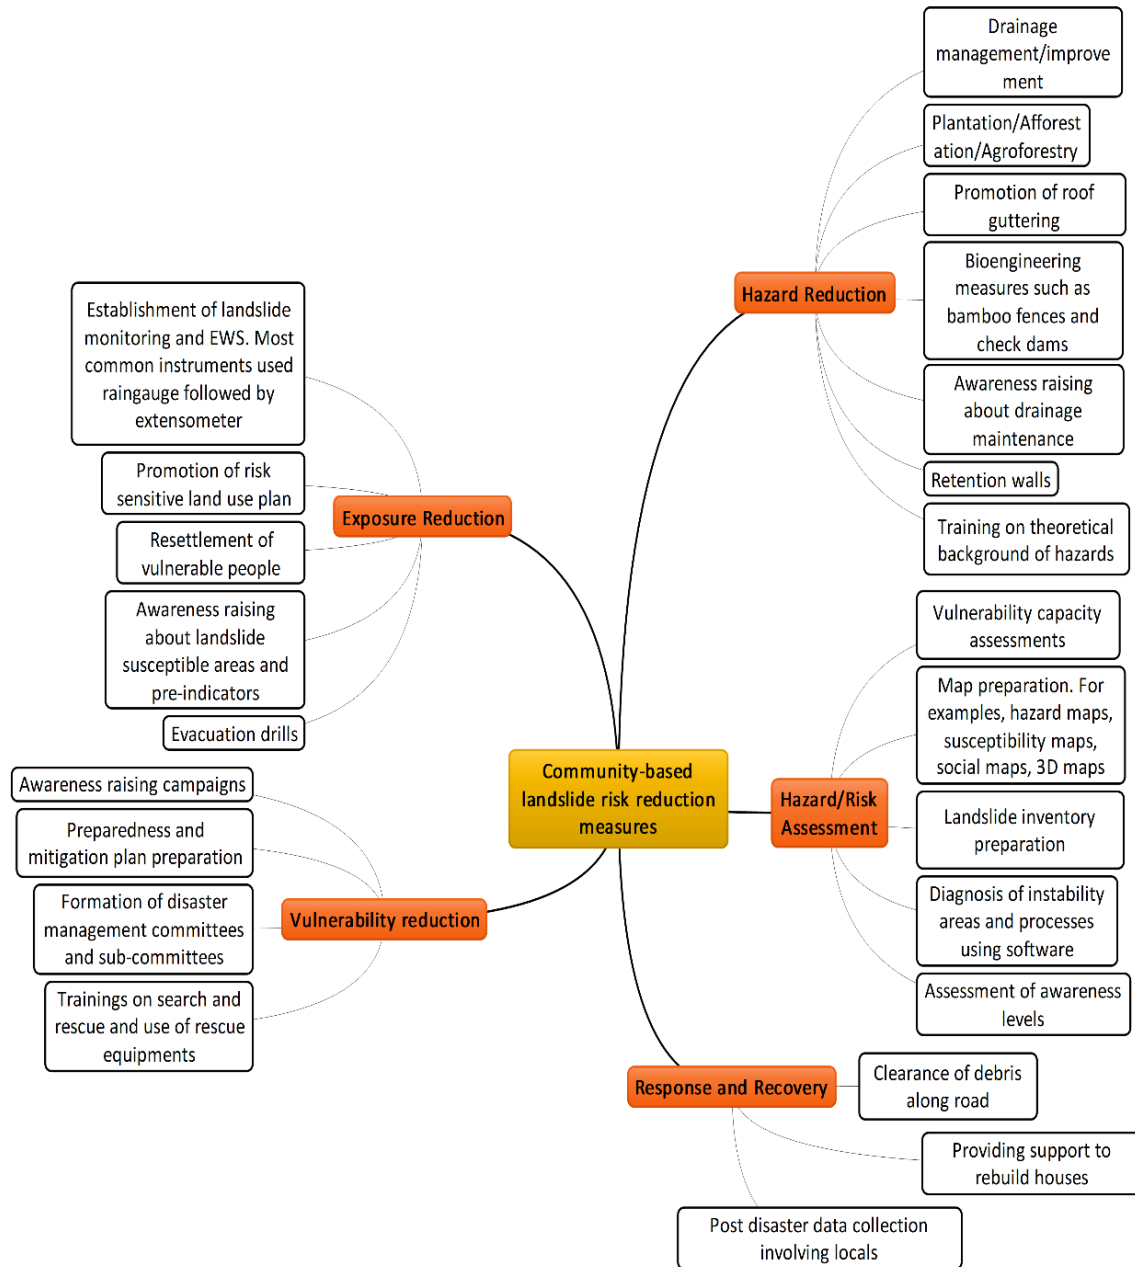 Drainage
management/improve
ment
Plantation/Afforest
ation/Agroforestry
Promotion of roof
guttering
Hazard Reduction
Bioengineering
measures such as
bamboo fences and
check dams
Awareness raising
about drainage
maintenance
Retention walls
Training on theoretical
background of hazards
Establishment of landslide
monitoring and EWS. Most
common instruments used
raingauge followed by
extensometer
Promotion of risk
sensitive land use plan
Exposure Reduction
Resettlement of
vulnerable people
Awareness raising
about landslide
susceptible areas and
pre-indicators
Evacuation drills
Community-based
landslide risk reduction
measures
Vulnerability capacity
assessments
Map preparation. For
examples, hazard maps,
susceptibility maps,
social maps, 3D maps
Hazard/Risk
Assessment
Landslide inventory
preparation
Diagnosis of instability
areas and processes
using software
Assessment of awareness
levels
Awareness raising campaigns
Preparedness and
mitigation plan preparation
Vulnerability reduction
Formation of disaster
management committees
and sub-committees
Trainings on search and
rescue and use of rescue
equipments
Response and Recovery
Clearance of debris
along road
Providing support to
rebuild houses
Post disaster data collection
involving locals